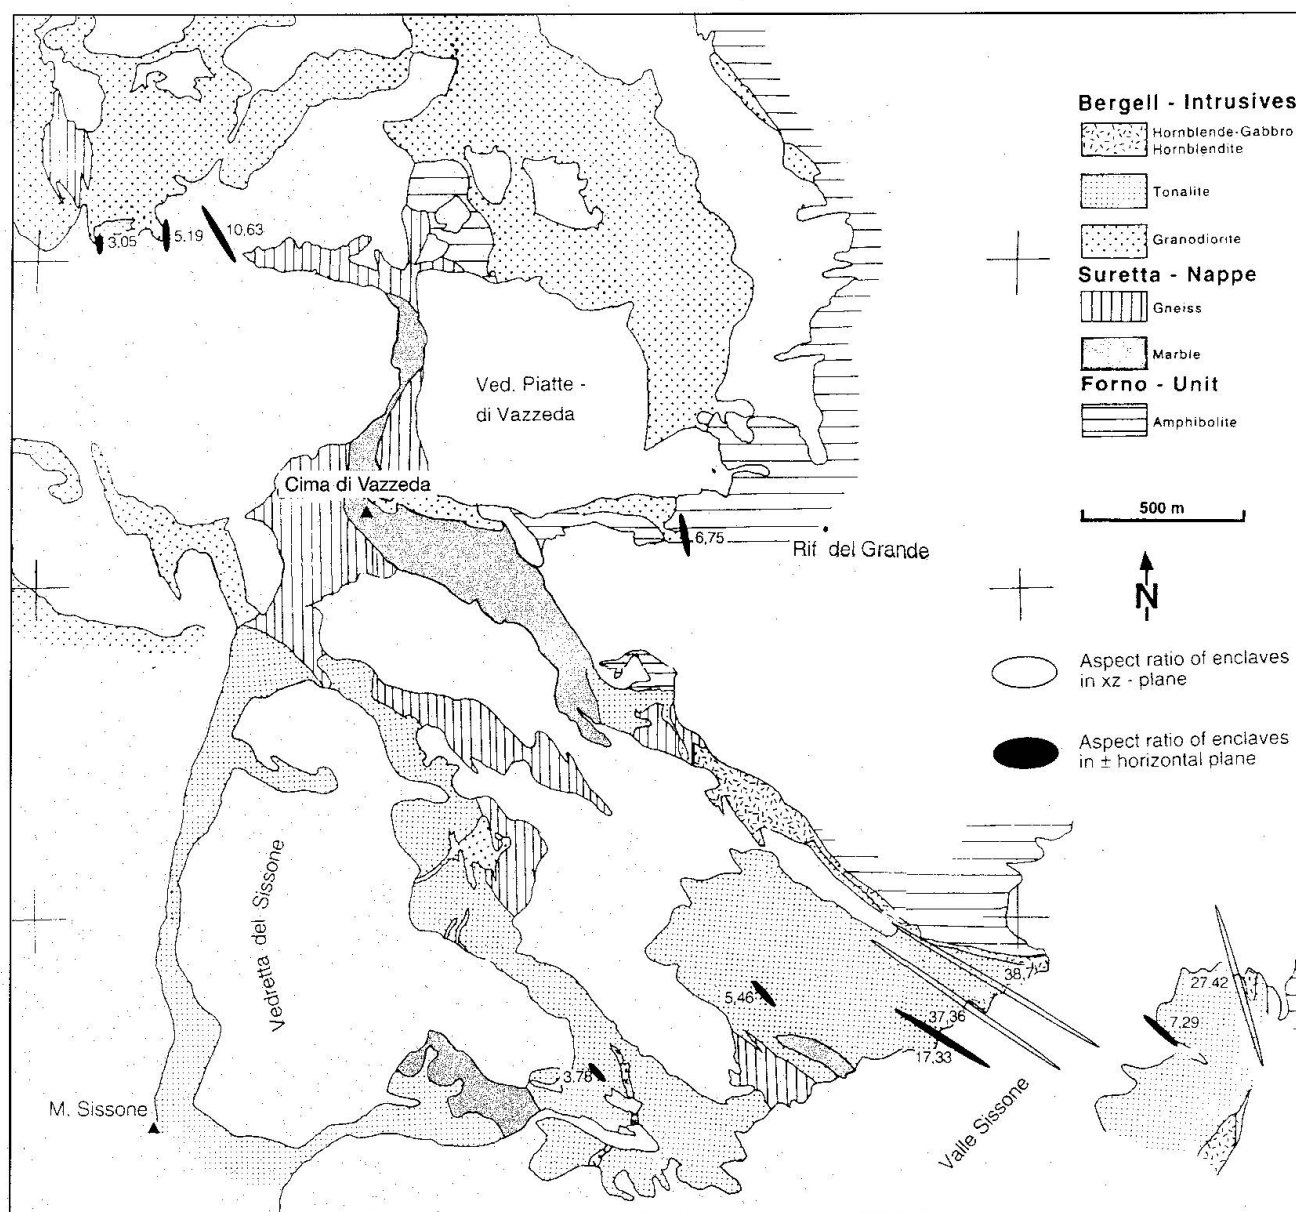 Bergell - Intrusives
Hornblende-Gabbro
Hornblendite
Tonalite
Granodiorite
Suretta - Nappe
Gneiss
Marble
Forno - Unit
Amphibolite
500 m
N
Aspect ratio of enclaves
in xz - plane
Aspect ratio of enclaves
in ± horizontal plane
3,05
5.19
10,63
Ved. Piatte -
di Vazzeda
Cima di Vazzeda
6,75
Rif del Grande
Vedretta del Sissone
M. Sissone
3.78
5,46
38,7
37,36
17,33
27.42
7,29
Valle Sissone